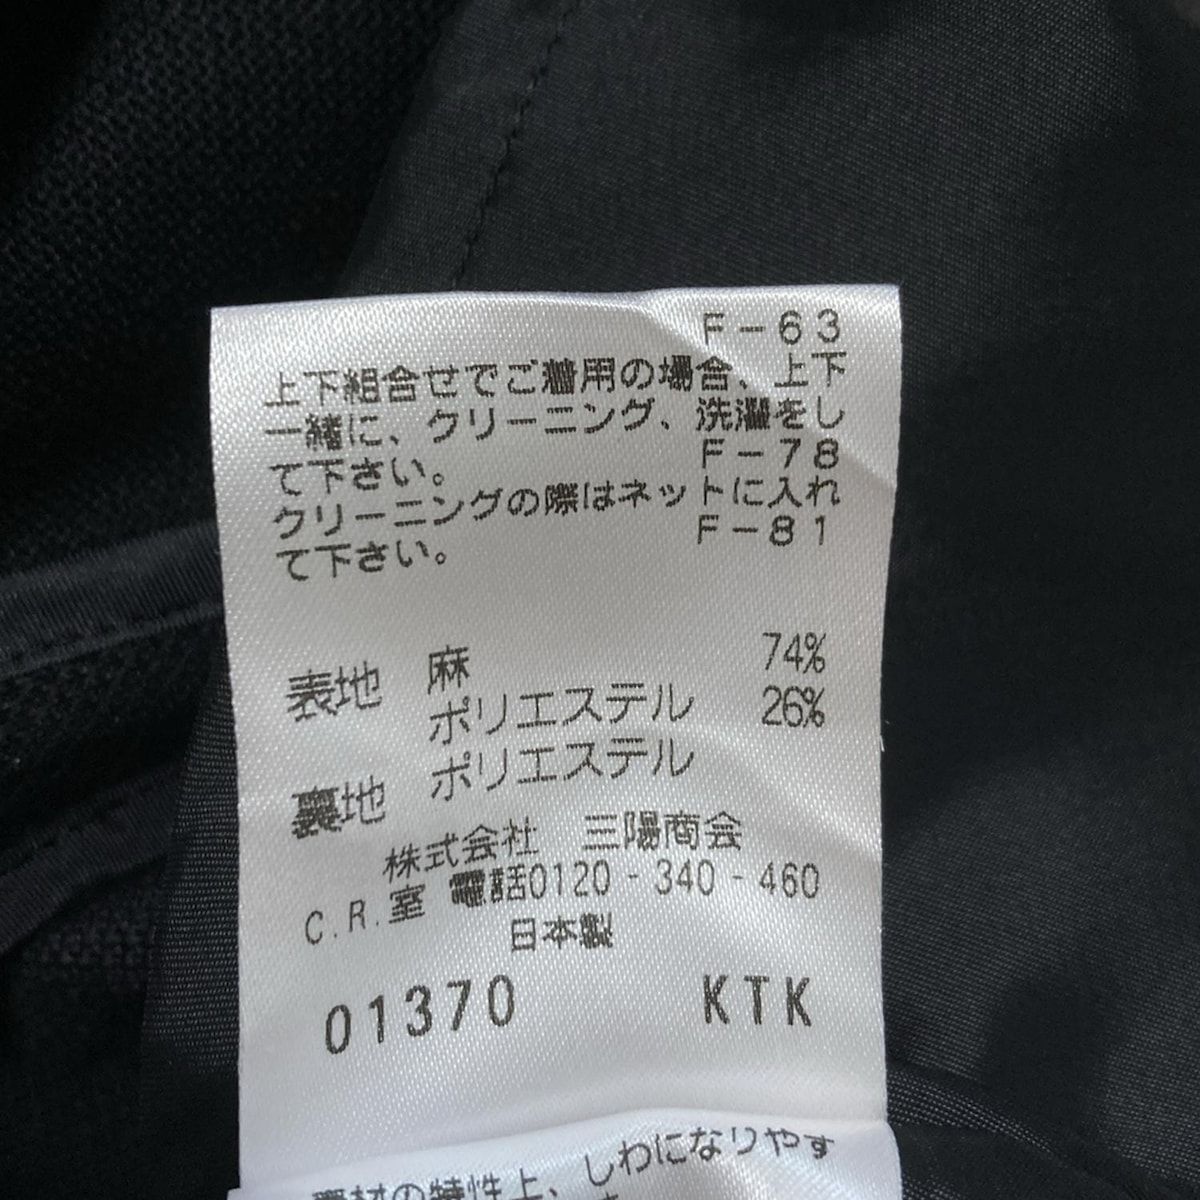 F-63
上下組合せでご着用の場合、上下
一緒に、クリーニング、洗濯をし
て下さい。 F-78
クリーニングの際はネットに入れ
て下さい。 F-81
表地 麻 74%
ポリエステル 26%
裏地 ポリエステル
株式会社 三陽商会
C.R.室 電話0120-340-460
日本製
01370 KTK
素材の特性上、しわになりやす